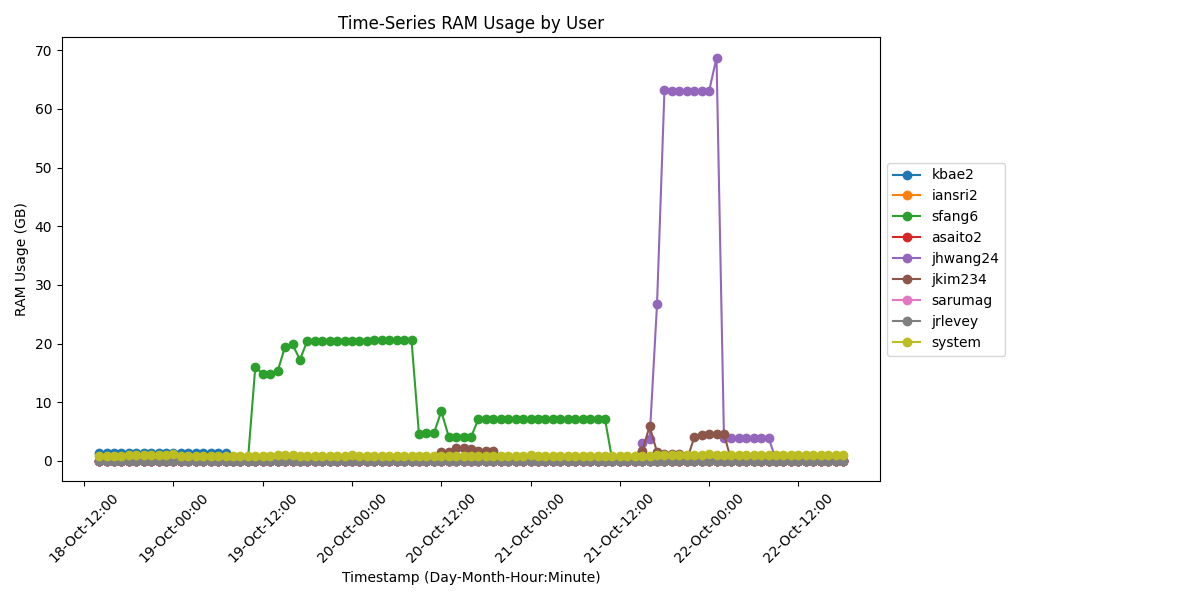 Time-Series RAM Usage by User
RAM Usage (GB)
70
60
50
40
30
20
10
0
18-Oct-12:00
19-Oct-00:00
19-Oct-12:00
20-Oct-00:00
20-Oct-12:00
21-Oct-00:00
21-Oct-12:00
22-Oct-00:00
22-Oct-12:00
Timestamp (Day-Month-Hour:Minute)
kbae2
iansri2
sfang6
asaito2
jhwang24
jkim234
sarumag
jrlevey
system